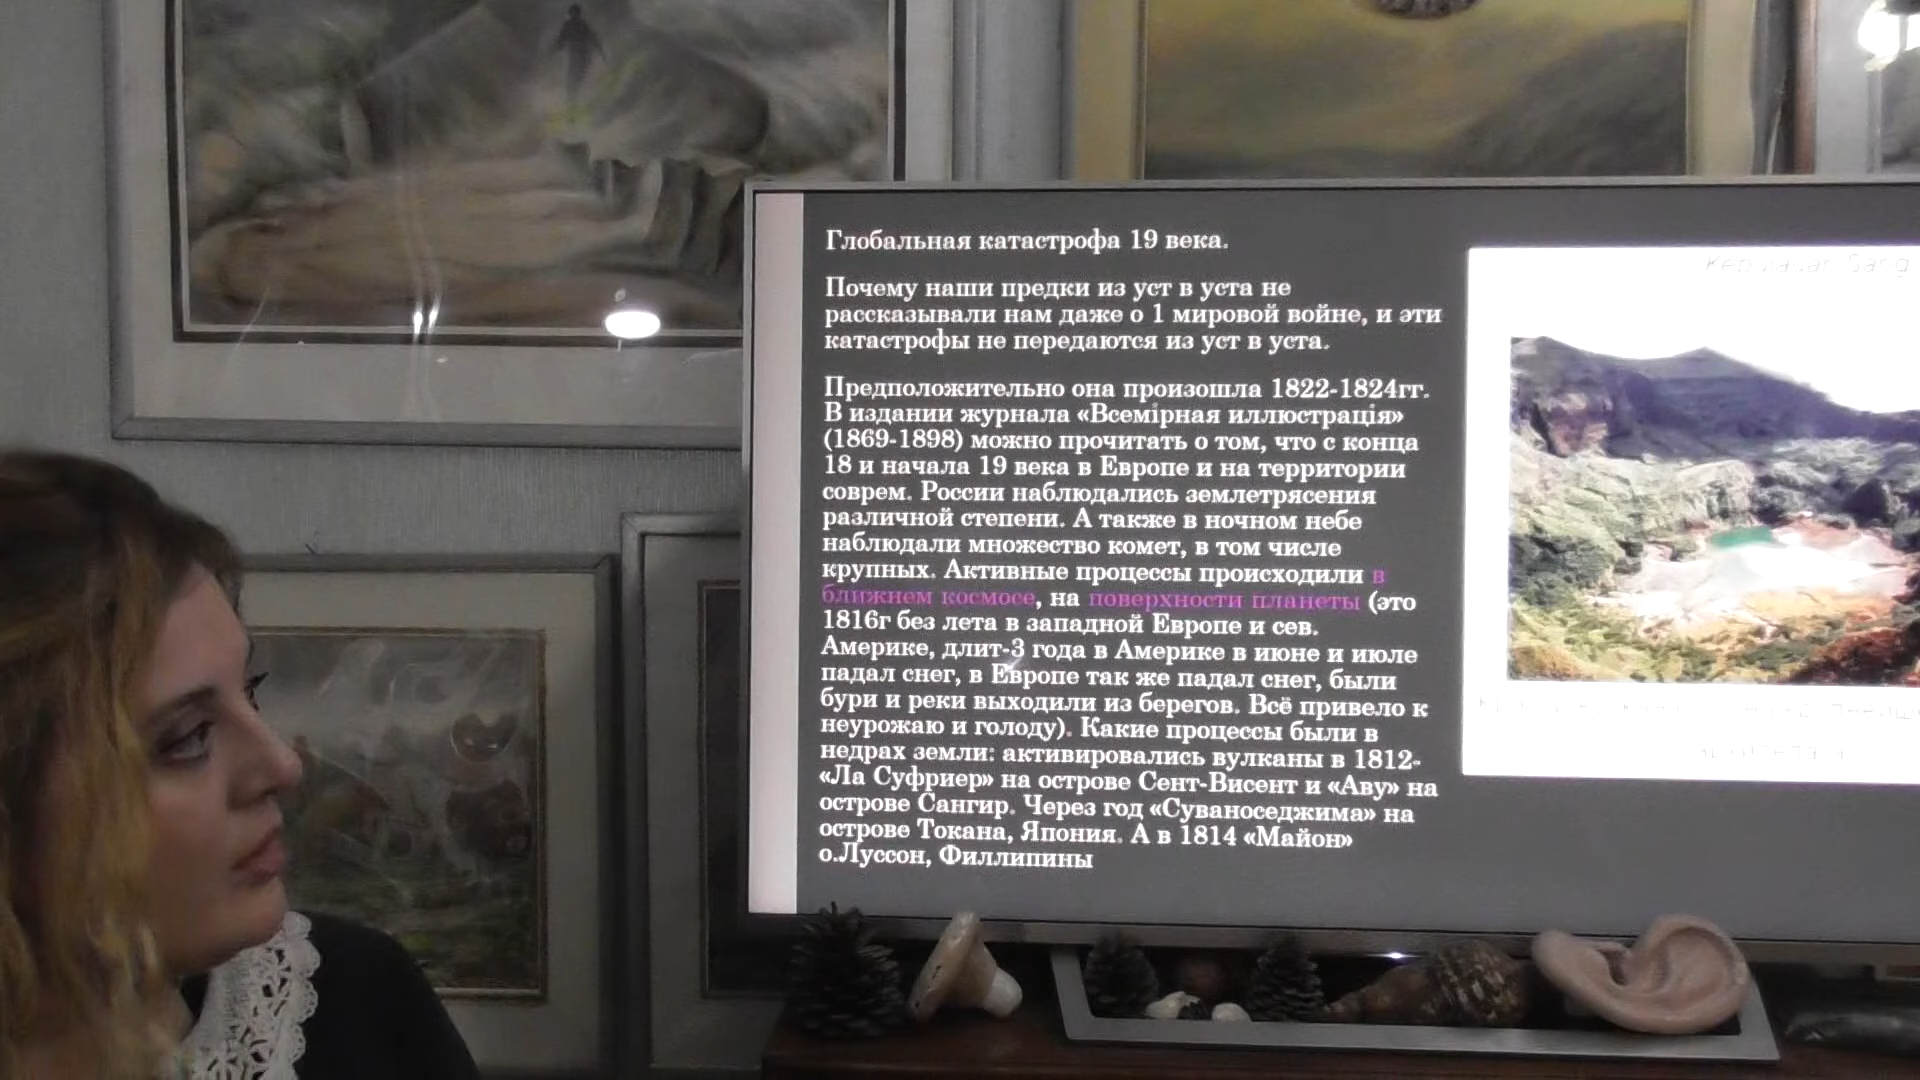 Глобальная катастрофа 19 века.
Почему наши предки из уст в уста не
рассказывали нам даже о 1 мировой войне, и эти
катастрофы не передаются из уст в уста.
Предположительно она произошла 1822-1824гг.
В издании журнала «Всемірная иллюстрація»
(1869-1898) можно прочитать о том, что с конца
18 и начала 19 века в Европе и на территории
соврем. России наблюдались землетрясения
различной степени. А также в ночном небе
наблюдали множество комет, в том числе
крупных. Активные процессы происходили в
ближнем космосе, на поверхности планеты (это
1816г без лета в западной Европе и сев.
Америке, длит-3 года в Америке в июне и июле
падал снег, в Европе так же падал снег, были
бури и реки выходили из берегов. Всё привело к
неурожаю и голоду). Какие процессы были в
недрах земли: активировались вулканы в 1812-
«Ла Суфриер» на острове Сент-Висент и «Аву» на
острове Сангир. Через год «Суваноседжима» на
острове Токана, Япония. А в 1814 «Майон»
о.Луссон, Филлипины